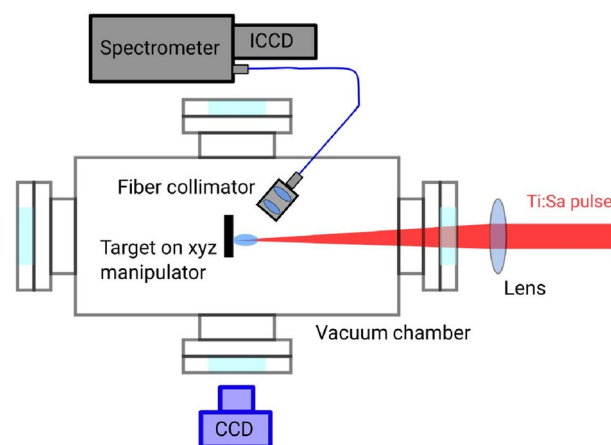 Spectrometer
ICCD
Fiber collimator
Ti:Sa pulse
Target on xyz
manipulator
Lens
Vacuum chamber
CCD